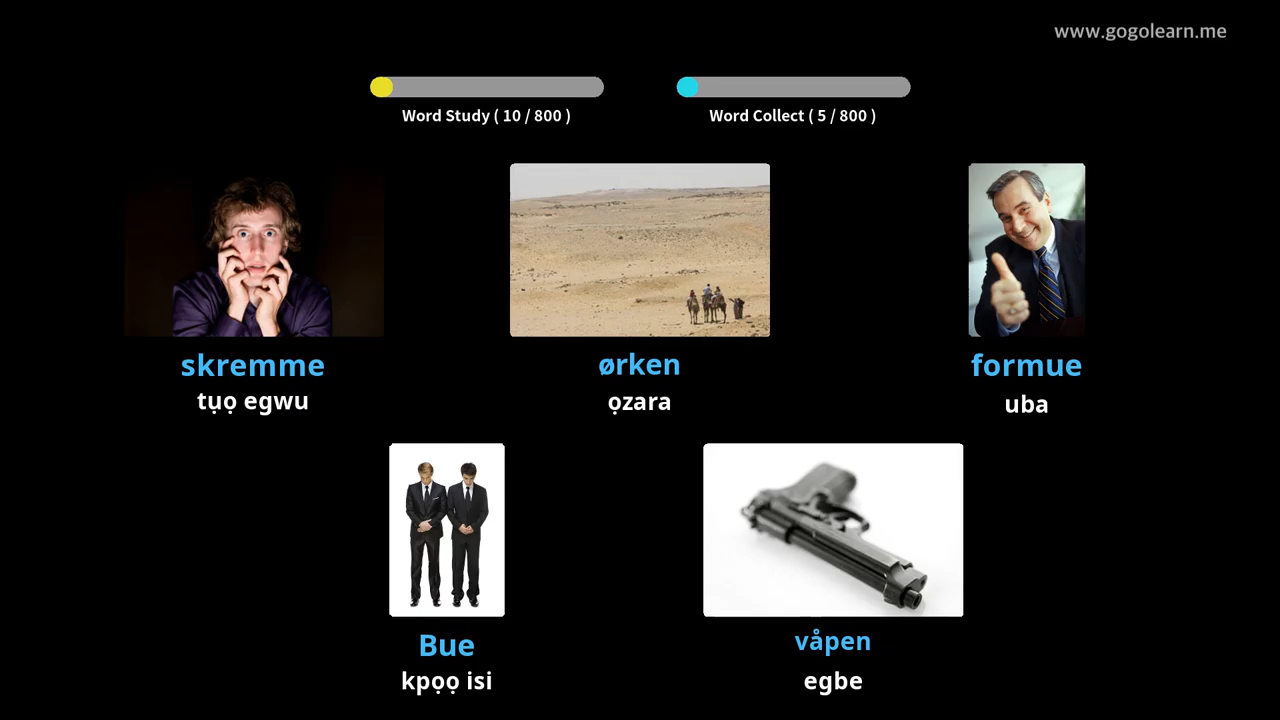 www.gogolearn.me
Word Study ( 10 / 800 )
Word Collect ( 5 / 800 )
skremme
tụọ egwu
ørken
ọzara
formue
uba
Bue
kpọọ isi
våpen
egbe